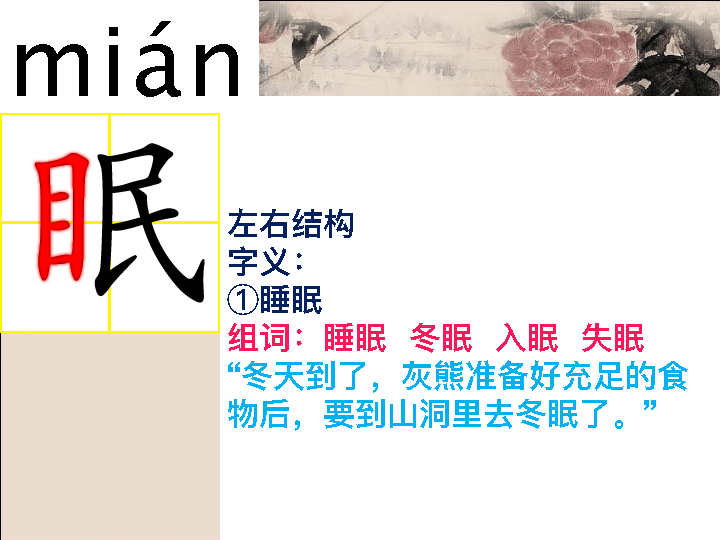 mián
眠
左右结构
字义：
①睡眠
组词：睡眠 冬眠 入眠 失眠
“冬天到了，灰熊准备好充足的食
物后，要到山洞里去冬眠了。”